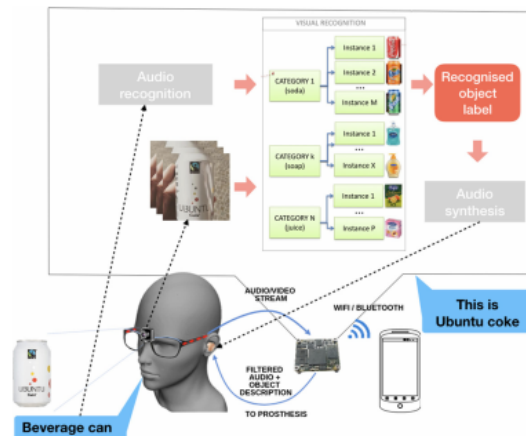 VISUAL RECOGNITION
Audio
recognition
CATEGORY 1
(soda)
Instance 1
Instance 2
...
Instance M
CATEGORY k
(soap)
Instance 1
...
Instance X
CATEGORY N
(juice)
Instance 1
...
Instance P
Recognised
object
label
Audio
synthesis
UBUNTU
AUDIO/VIDEO
STREAM
WIFI / BLUETOOTH
This is
Ubuntu coke
FILTERED
AUDIO +
OBJECT
DESCRIPTION
TO PROSTHESIS
UBUNTU
Beverage can